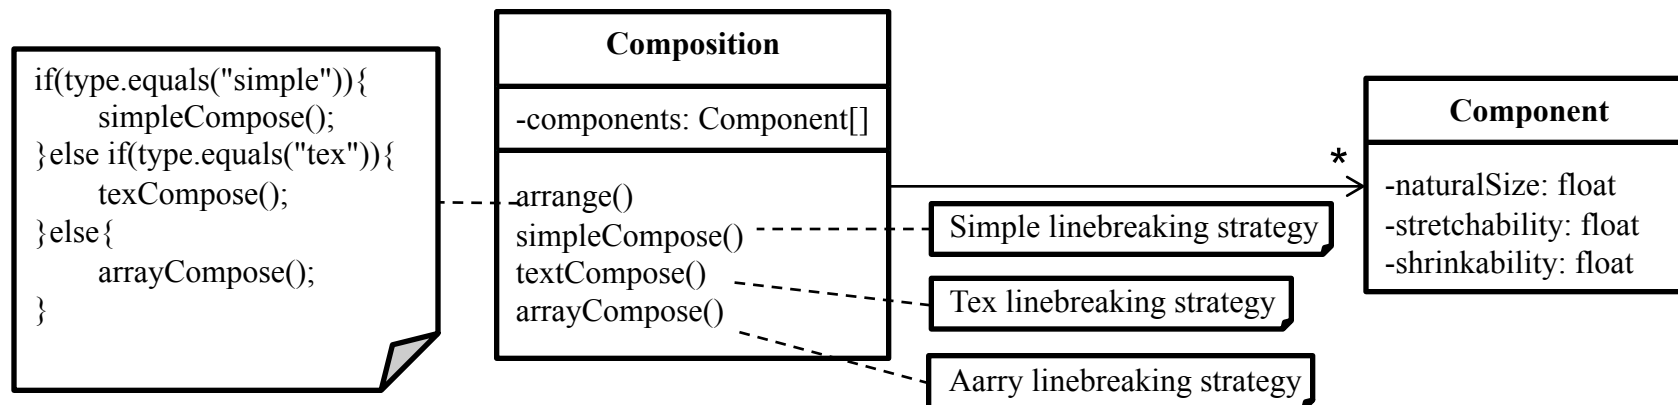 if(type.equals("simple")){
simpleCompose();
}else if(type.equals("tex")){
texCompose();
}else{
arrayCompose();
}
Composition
-components: Component[]
arrange()
simpleCompose()
textCompose()
arrayCompose()
Simple linebreaking strategy
Tex linebreaking strategy
Aarry linebreaking strategy
*
Component
-naturalSize: float
-stretchability: float
-shrinkability: float